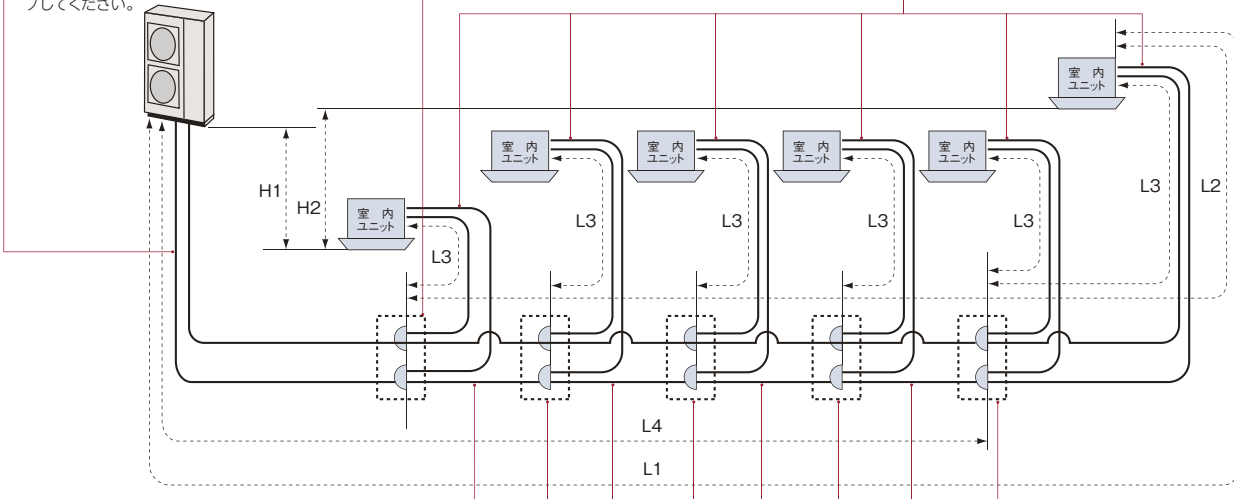 プしてください。
室 内
ユニット
室 内
ユニット
室 内
ユニット
室 内
ユニット
室 内
ユニット
室 内
ユニット
H1
H2
L3
L3
L3
L3
L3
L3
L2
L4
L1